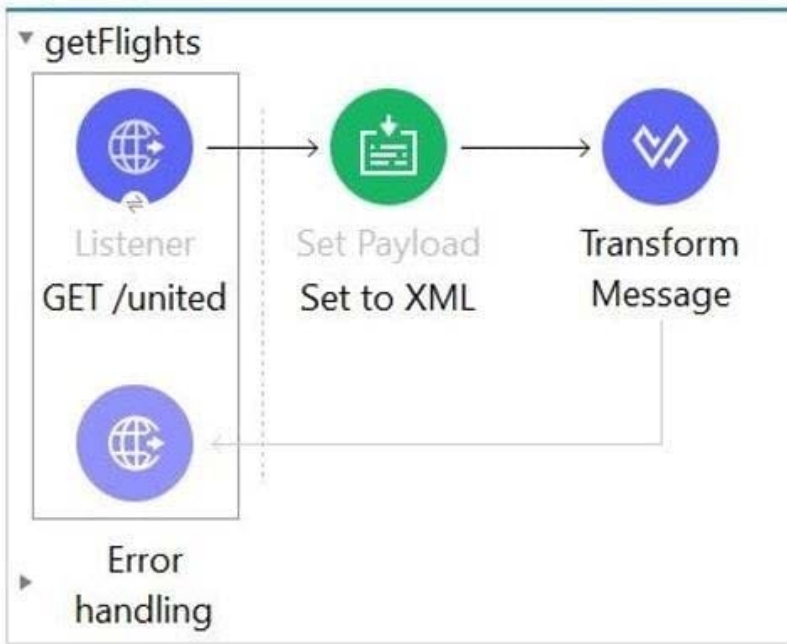 getFlights
Listener
GET /united
Set Payload
Set to XML
Transform
Message
Error
handling